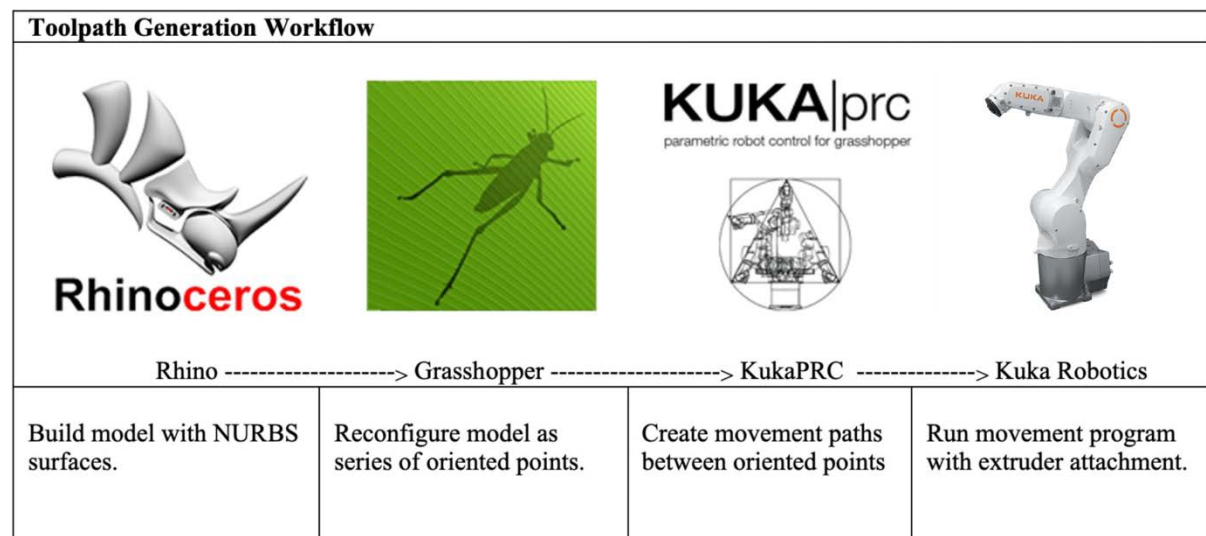 Toolpath Generation Workflow
KUKA|prc
parametric robot control for grasshopper
KUKA
Rhinoceros
Rhino --------------------> Grasshopper --------------------> KukaPRC --------------> Kuka Robotics
Build model with NURBS
surfaces.
Reconfigure model as
series of oriented points.
Create movement paths
between oriented points
Run movement program
with extruder attachment.